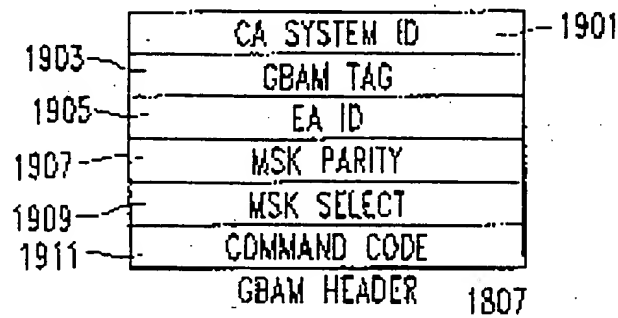 CA SYSTEM ID 1901
1903 GBAM TAG
1905 EA ID
1907 MSK PARITY
1909 MSK SELECT
1911 COMMAND CODE
GBAM HEADER 1807